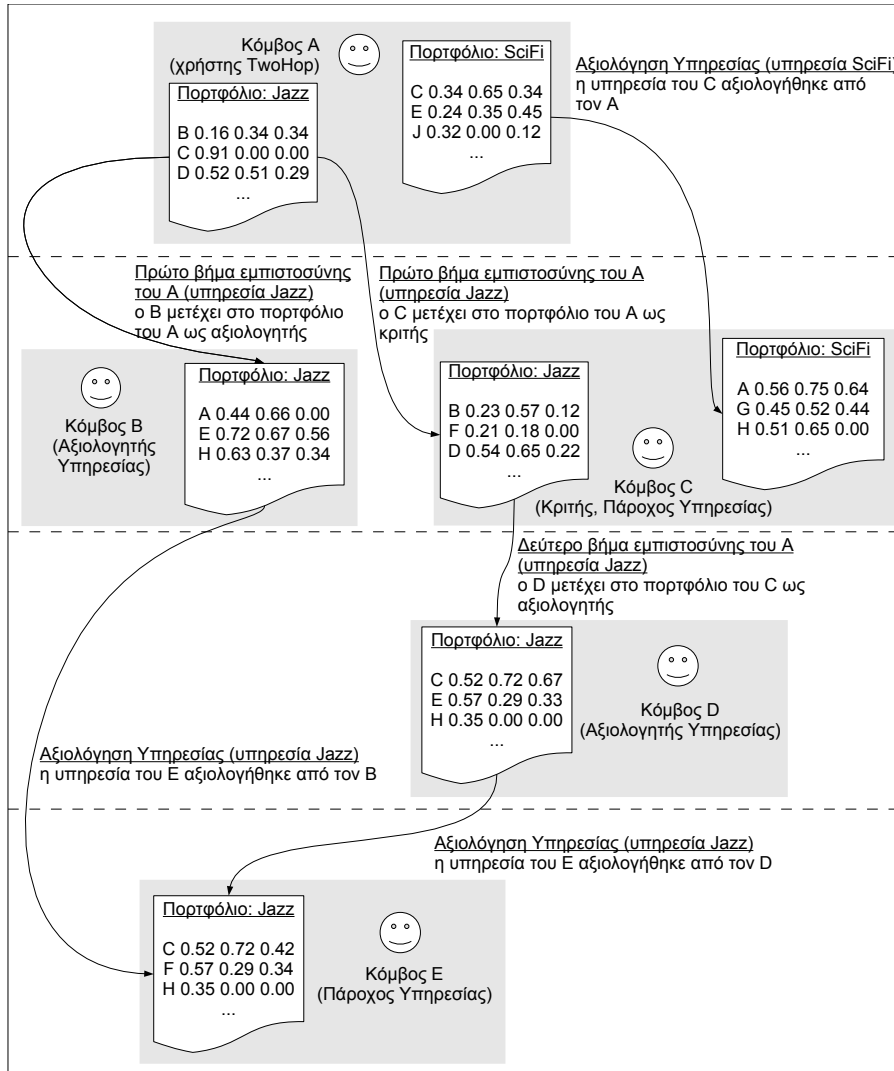 Κόμβος A
(χρήστης TwoHop)
Πορτφόλιο: Jazz
B 0.16 0.34 0.34
C 0.91 0.00 0.00
D 0.52 0.51 0.29
...
Πορτφόλιο: SciFi
C 0.34 0.65 0.34
E 0.24 0.35 0.45
J 0.32 0.00 0.12
...
Αξιολόγηση Υπηρεσίας (υπηρεσία SciFi)
η υπηρεσία του C αξιολογήθηκε από
τον A
Πρώτο βήμα εμπιστοσύνης
του A (υπηρεσία Jazz)
ο B μετέχει στο πορτφόλιο
του A ως αξιολογητής
Πρώτο βήμα εμπιστοσύνης του A
(υπηρεσία Jazz)
ο C μετέχει στο πορτφόλιο του A ως
κριτής
Κόμβος B
(Αξιολογητής
Υπηρεσίας)
Πορτφόλιο: Jazz
A 0.44 0.66 0.00
E 0.72 0.67 0.56
H 0.63 0.37 0.34
...
Πορτφόλιο: Jazz
B 0.23 0.57 0.12
F 0.21 0.18 0.00
D 0.54 0.65 0.22
...
Κόμβος C
(Κριτής, Πάροχος Υπηρεσίας)
Πορτφόλιο: SciFi
A 0.56 0.75 0.64
G 0.45 0.52 0.44
H 0.51 0.65 0.00
...
Δεύτερο βήμα εμπιστοσύνης του A
(υπηρεσία Jazz)
ο D μετέχει στο πορτφόλιο του C ως
αξιολογητής
Πορτφόλιο: Jazz
C 0.52 0.72 0.67
E 0.57 0.29 0.33
H 0.35 0.00 0.00
...
Κόμβος D
(Αξιολογητής Υπηρεσίας)
Αξιολόγηση Υπηρεσίας (υπηρεσία Jazz)
η υπηρεσία του E αξιολογήθηκε από τον B
Αξιολόγηση Υπηρεσίας (υπηρεσία Jazz)
η υπηρεσία του E αξιολογήθηκε από τον D
Πορτφόλιο: Jazz
C 0.52 0.72 0.42
F 0.57 0.29 0.34
H 0.35 0.00 0.00
...
Κόμβος E
(Πάροχος Υπηρεσίας)